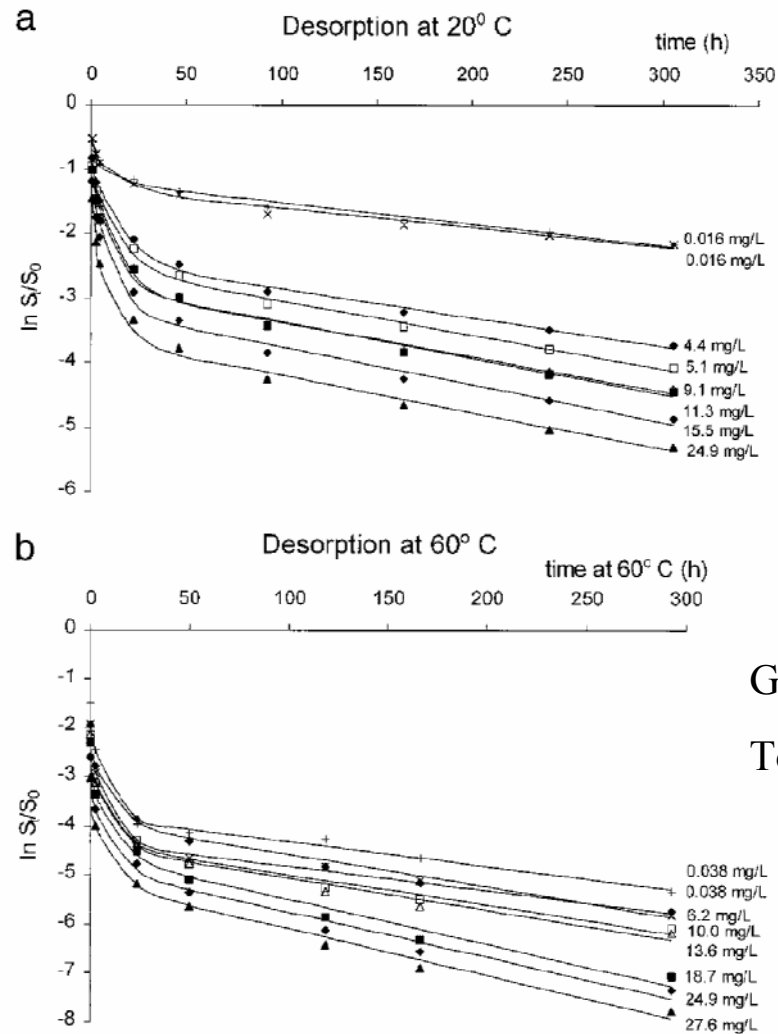 a
Desorption at 20⁰ C
time (h)
0 50 100 150 200 250 300 350
0
-1
-2
-3
-4
-5
-6
ln Sₜ/S₀
0.016 mg/L
0.016 mg/L
4.4 mg/L
5.1 mg/L
9.1 mg/L
11.3 mg/L
15.5 mg/L
24.9 mg/L
b
Desorption at 60° C
time at 60° C (h)
0 50 100 150 200 250 300
0
-1
-2
-3
-4
-5
-6
-7
-8
ln Sₜ/S₀
0.038 mg/L
0.038 mg/L
6.2 mg/L
10.0 mg/L
13.6 mg/L
18.7 mg/L
24.9 mg/L
27.6 mg/L
G